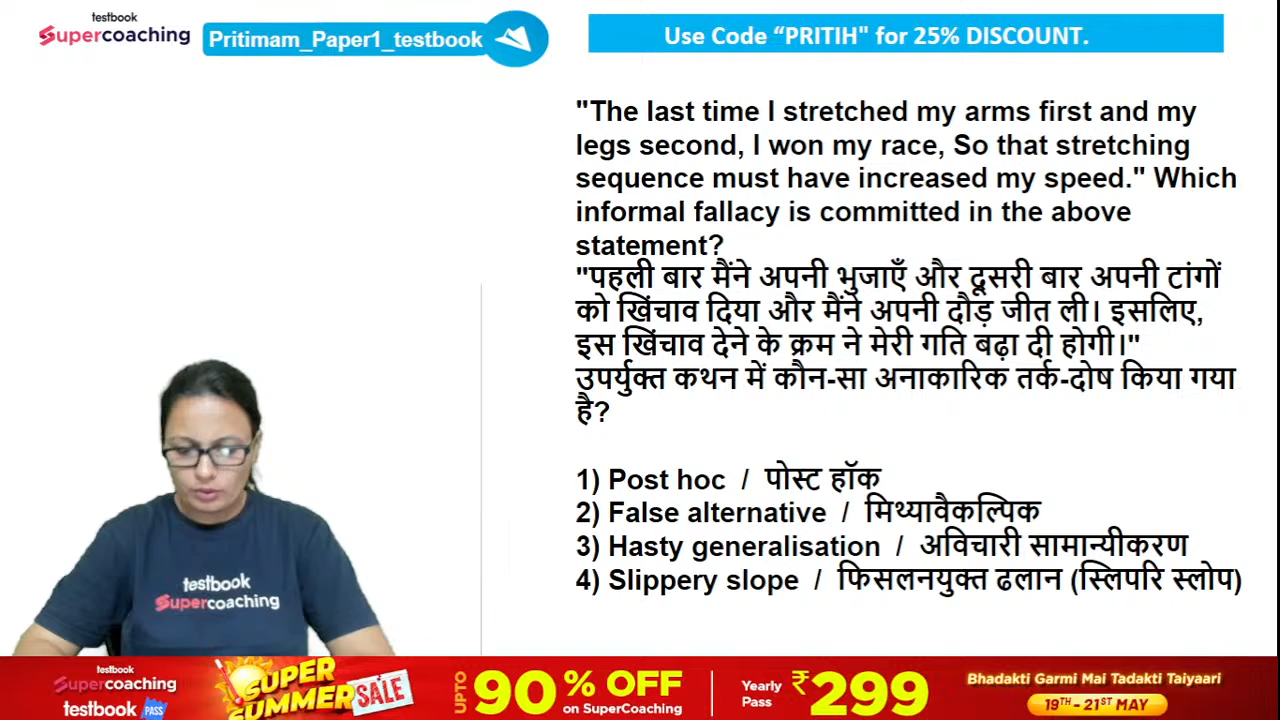 testbook
Supercoaching
Pritimam_Paper1_testbook
Use Code “PRITIH" for 25% DISCOUNT.
"The last time I stretched my arms first and my
legs second, I won my race, So that stretching
sequence must have increased my speed." Which
informal fallacy is committed in the above
statement?
"पहली बार मैंने अपनी भुजाएँ और दूसरी बार अपनी टांगों
को खिंचाव दिया और मैंने अपनी दौड़ जीत ली। इसलिए,
इस खिंचाव देने के क्रम ने मेरी गति बढ़ा दी होगी।"
उपर्युक्त कथन में कौन-सा अनाकारिक तर्क-दोष किया गया
है?
1) Post hoc / पोस्ट हॉक
2) False alternative / मिथ्यावैकल्पिक
3) Hasty generalisation / अविचारी सामान्यीकरण
4) Slippery slope / फिसलनयुक्त ढलान (स्लिपरि स्लोप)
testbook
Supercoaching
testbook
Supercoaching
testbook PASS
SUPER
SUMMER SALE
UPTO 90% OFF
on SuperCoaching
Yearly
Pass
₹299
Bhadakti Garmi Mai Tadakti Taiyaari
19TH - 21ST MAY